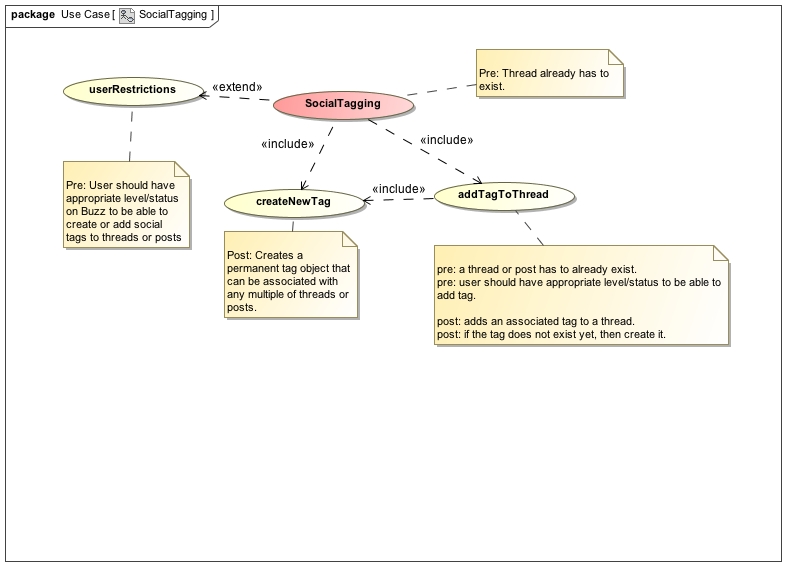 package Use Case [ SocialTagging ]
userRestrictions
«extend»
SocialTagging
Pre: Thread already has to
exist.
«include»
«include»
Pre: User should have
appropriate level/status
on Buzz to be able to
create or add social
tags to threads or posts
createNewTag
«include»
addTagToThread
Post: Creates a
permanent tag object that
can be associated with
any multiple of threads or
posts.
pre: a thread or post has to already exist.
pre: user should have appropriate level/status to be able to
add tag.
post: adds an associated tag to a thread.
post: if the tag does not exist yet, then create it.